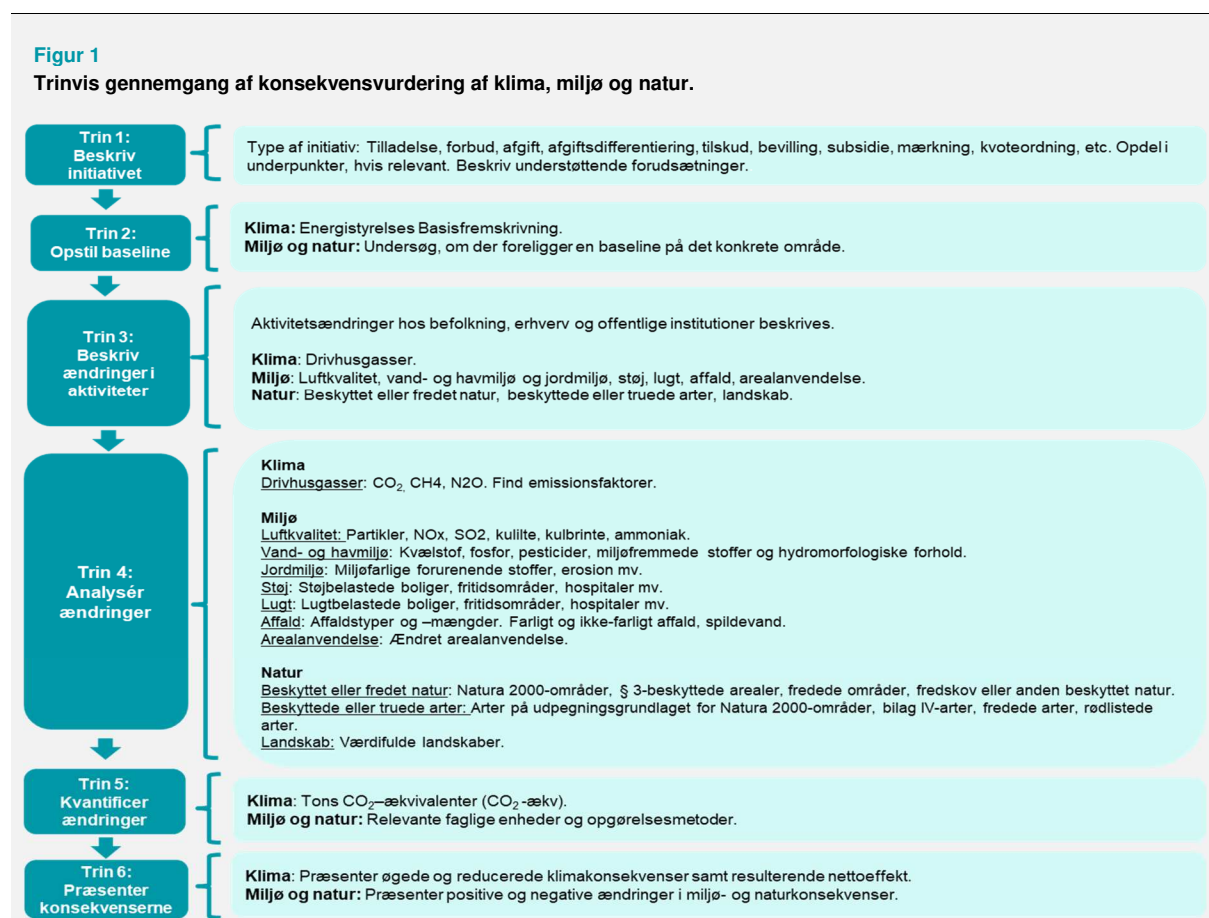 Figur 1
Trinvis gennemgang af konsekvensvurdering af klima, miljø og natur.
Trin 1:
Beskriv
initiativet
Type af initiativ: Tilladelse, forbud, afgift, afgiftsdifferentiering, tilskud, bevilling, subsidie, mærkning, kvoteordning, etc. Opdel i
underpunkter, hvis relevant. Beskriv understøttende forudsætninger.
Trin 2:
Opstil baseline
Klima: Energistyrelses Basisfremskrivning.
Miljø og natur: Undersøg, om der foreligger en baseline på det konkrete område.
Trin 3:
Beskriv
ændringer i
aktiviteter
Aktivitetsændringer hos befolkning, erhverv og offentlige institutioner beskrives.
Klima: Drivhusgasser.
Miljø: Luftkvalitet, vand- og havmiljø og jordmiljø, støj, lugt, affald, arealanvendelse.
Natur: Beskyttet eller fredet natur, beskyttede eller truede arter, landskab.
Trin 4:
Analysér
ændringer
Klima
Drivhusgasser: CO2, CH4, N2O. Find emissionsfaktorer.
Miljø
Luftkvalitet: Partikler, NOx, SO2, kulilte, kulbrinte, ammoniak.
Vand- og havmiljø: Kvælstof, fosfor, pesticider, miljøfremmede stoffer og hydromorfologiske forhold.
Jordmiljø: Miljøfarlige forurenende stoffer, erosion mv.
Støj: Støjbelastede boliger, fritidsområder, hospitaler mv.
Lugt: Lugtbelastede boliger, fritidsområder, hospitaler mv.
Affald: Affaldstyper og –mængder. Farligt og ikke-farligt affald, spildevand.
Arealanvendelse: Ændret arealanvendelse.
Natur
Beskyttet eller fredet natur: Natura 2000-områder, § 3-beskyttede arealer, fredede områder, fredskov eller anden beskyttet natur.
Beskyttede eller truede arter: Arter på udpegningsgrundlaget for Natura 2000-områder, bilag IV-arter, fredede arter, rødlistede
arter.
Landskab: Værdifulde landskaber.
Trin 5:
Kvantificer
ændringer
Klima: Tons CO2–ækvivalenter (CO2-ækv).
Miljø og natur: Relevante faglige enheder og opgørelsesmetoder.
Trin 6:
Præsenter
konsekvenserne
Klima: Præsenter øgede og reducerede klimakonsekvenser samt resulterende nettoeffekt.
Miljø og natur: Præsenter positive og negative ændringer i miljø- og naturkonsekvenser.